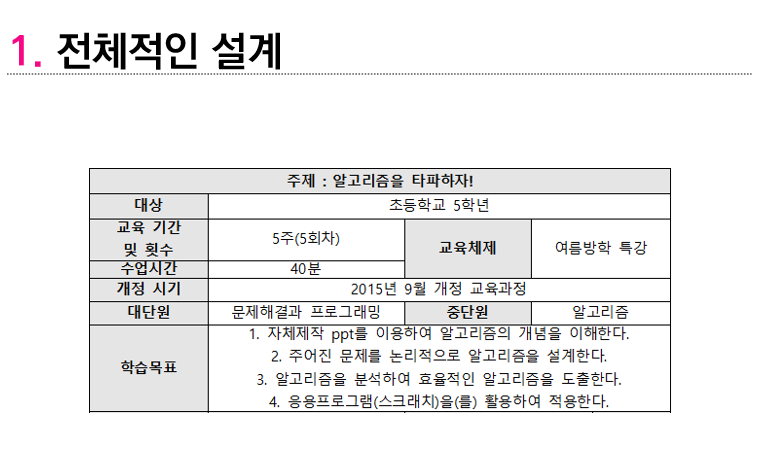 1. 전체적인 설계
주제 : 알고리즘을 타파하자!
대상 초등학교 5학년
교육 기간
및 횟수
5주(5회차)
교육체제 여름방학 특강
수업시간 40분
개정 시기 2015년 9월 개정 교육과정
대단원 문제해결과 프로그래밍 중단원 알고리즘
학습목표
1. 자체제작 ppt를 이용하여 알고리즘의 개념을 이해한다.
2. 주어진 문제를 논리적으로 알고리즘을 설계한다.
3. 알고리즘을 분석하여 효율적인 알고리즘을 도출한다.
4. 응용프로그램(스크래치)을(를) 활용하여 적용한다.